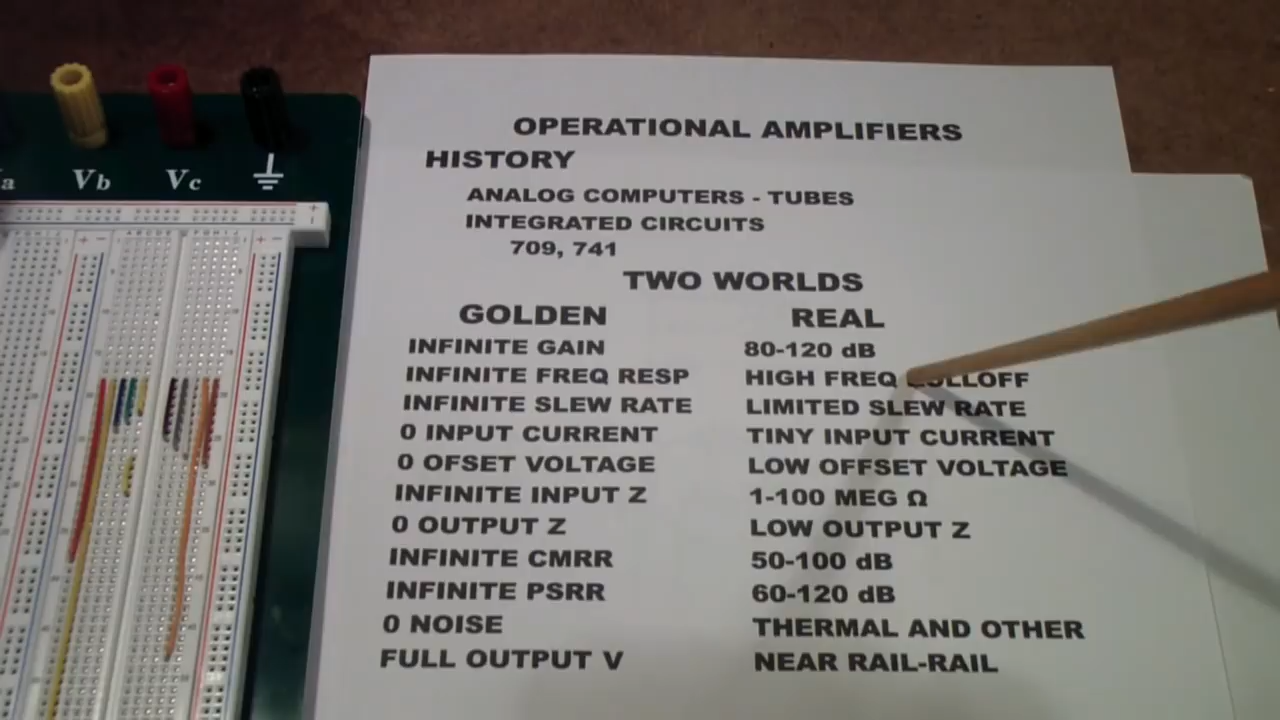 OPERATIONAL AMPLIFIERS
HISTORY
ANALOG COMPUTERS - TUBES
INTEGRATED CIRCUITS
709, 741
TWO WORLDS
GOLDEN REAL
INFINITE GAIN 80-120 dB
INFINITE FREQ RESP HIGH FREQ ROLLOFF
INFINITE SLEW RATE LIMITED SLEW RATE
0 INPUT CURRENT TINY INPUT CURRENT
0 OFSET VOLTAGE LOW OFFSET VOLTAGE
INFINITE INPUT Z 1-100 MEG Ω
0 OUTPUT Z LOW OUTPUT Z
INFINITE CMRR 50-100 dB
INFINITE PSRR 60-120 dB
0 NOISE THERMAL AND OTHER
FULL OUTPUT V NEAR RAIL-RAIL
a Vb Vc